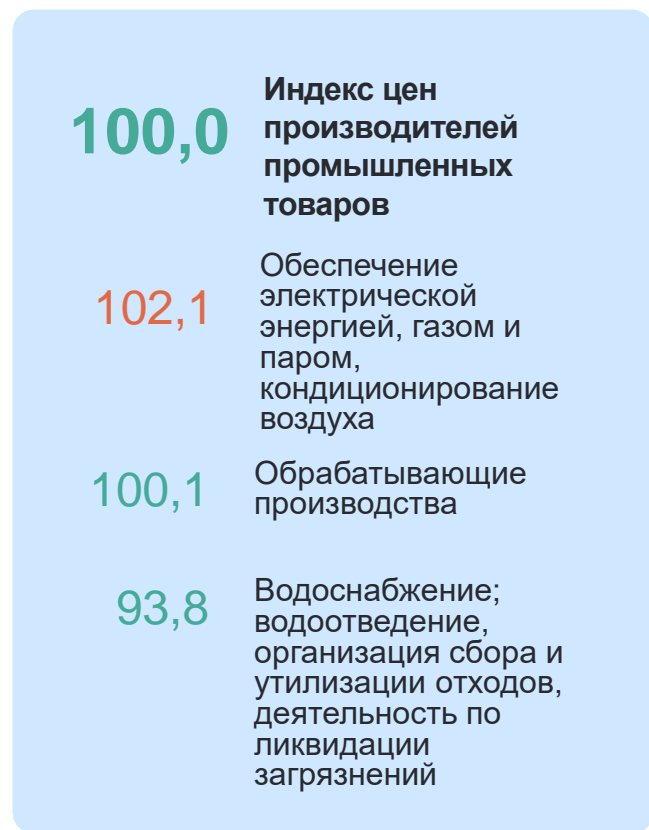 100,0
Индекс цен
производителей
промышленных
товаров
102,1
Обеспечение
электрической
энергией, газом и
паром,
кондиционирование
воздуха
100,1
Обрабатывающие
производства
93,8
Водоснабжение;
водоотведение,
организация сбора и
утилизации отходов,
деятельность по
ликвидации
загрязнений